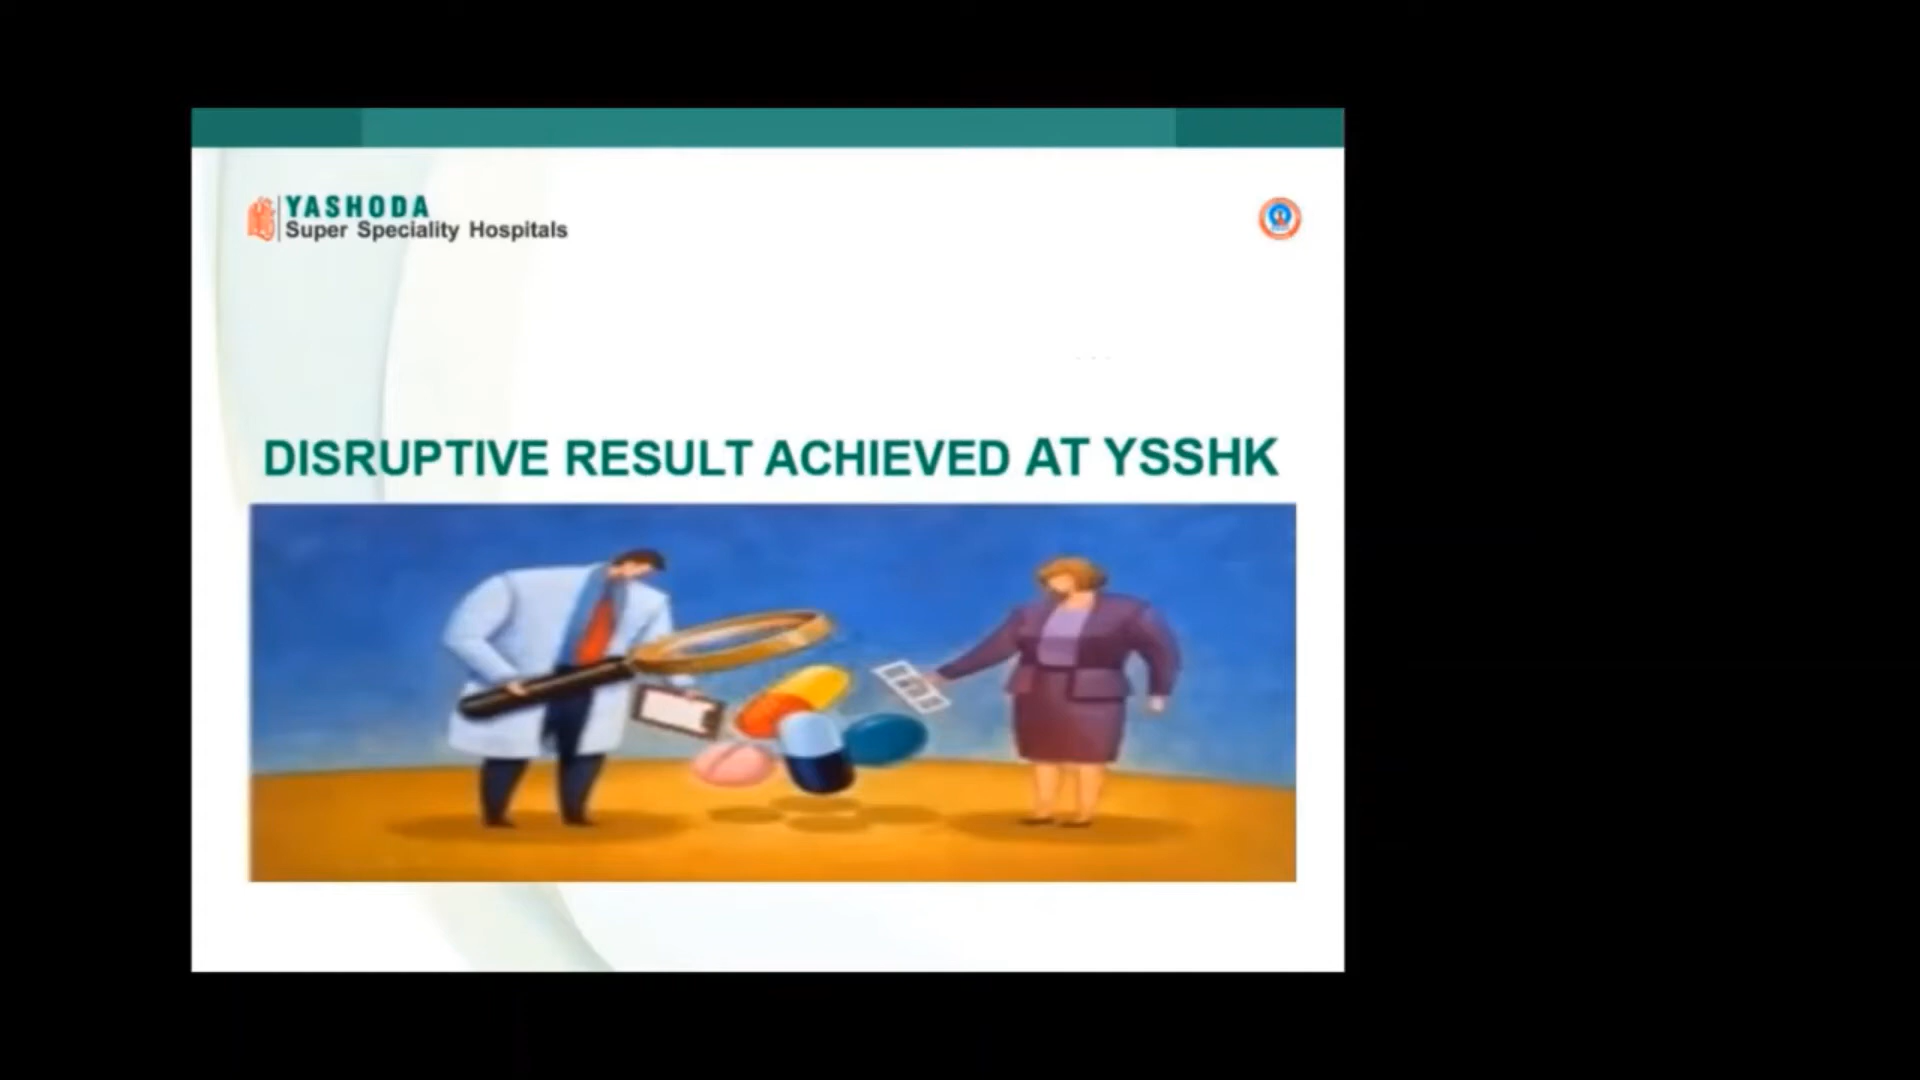 YASHODA
Super Speciality Hospitals
DISRUPTIVE RESULT ACHIEVED AT YSSHK